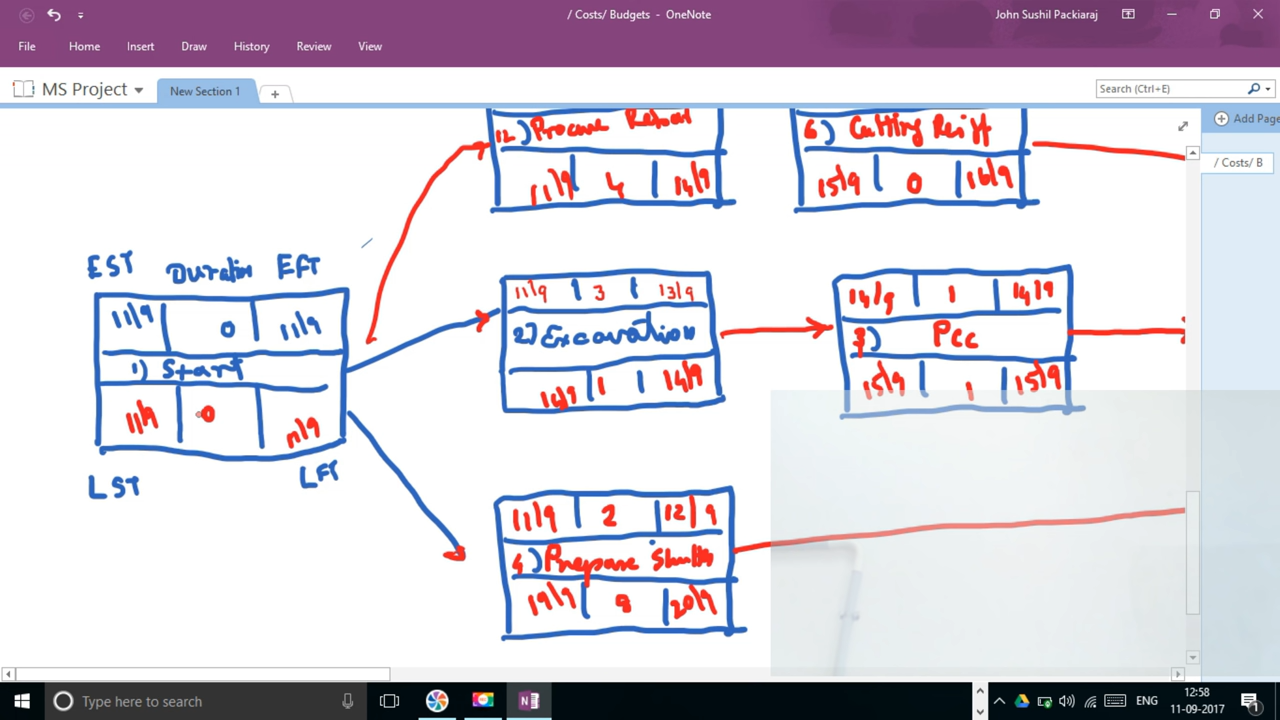 / Costs/ Budgets - OneNote
John Sushil Packiaraj
File Home Insert Draw History Review View
MS Project
New Section 1
Search (Ctrl+E)
Add Page
/ Costs/ B
12) Procure Rebar
11/9 4 14/9
6) Cutting Reinf
15/9 0 16/9
EST Duration EFT
11/9 0 11/9
1) Start
11/9 0 11/9
LST LFT
11/9 3 13/9
2) Excavation
14/9 1 14/9
14/9 1 14/9
3) Pcc
15/9 1 15/9
11/9 2 12/9
4) Prepare Shutter
19/9 8 20/9
Type here to search
ENG
12:58
11-09-2017